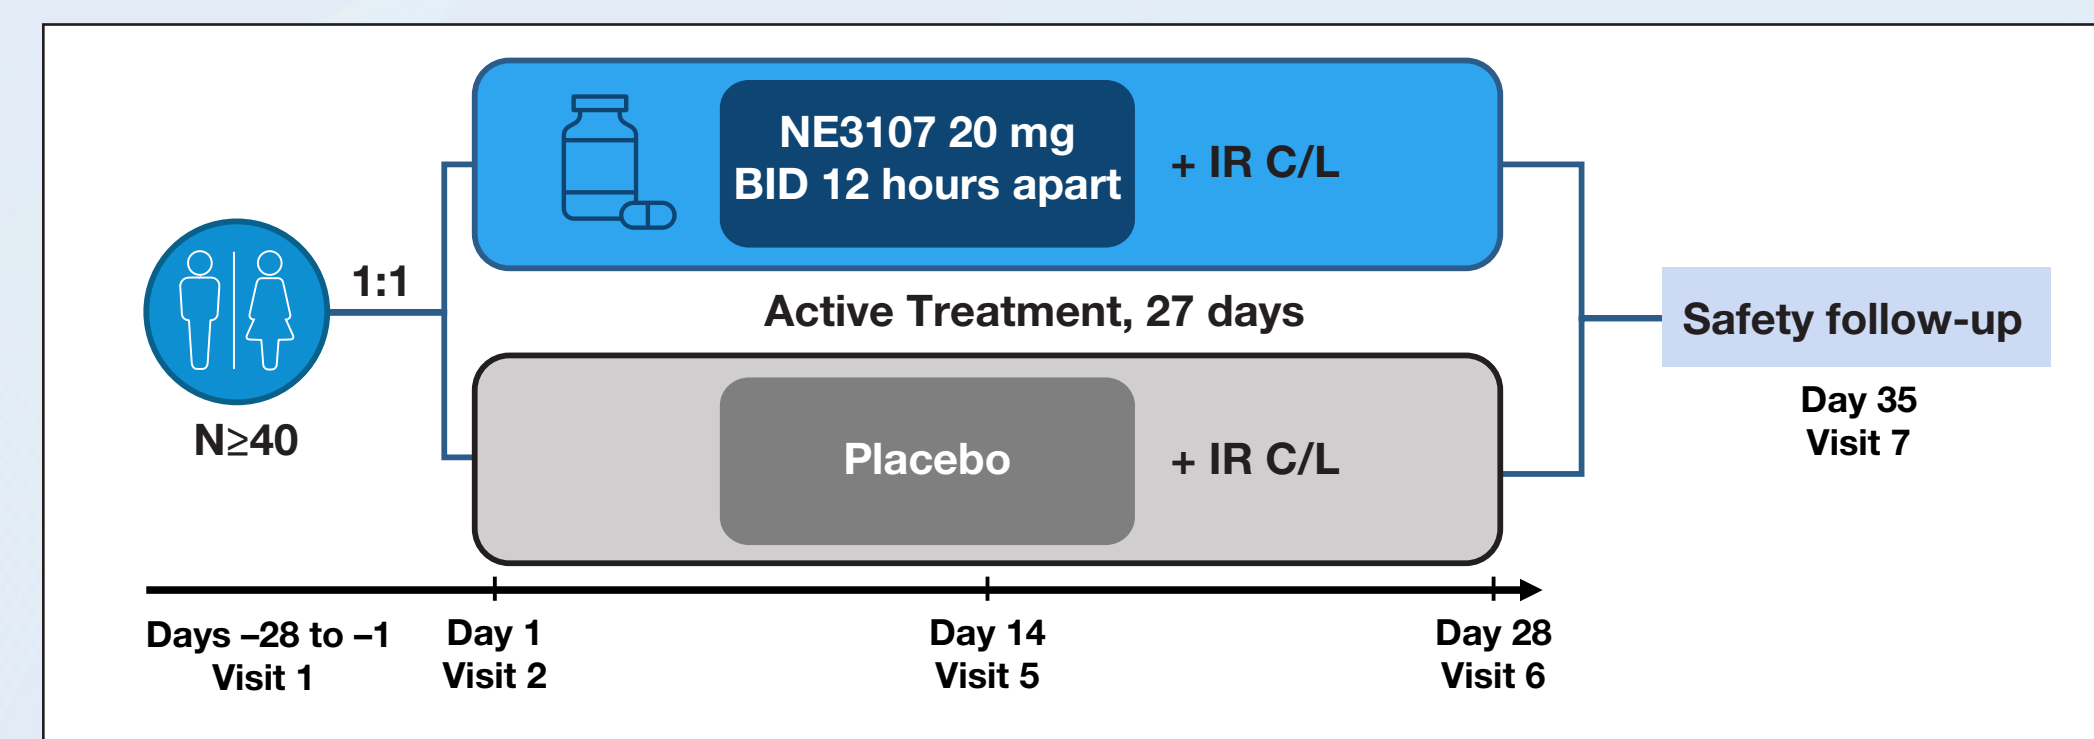 NE3107 20 mg
BID 12 hours apart
+ IR C/L
1:1
Active Treatment, 27 days
Safety follow-up
Day 35
Visit 7
N≥40
Placebo
+ IR C/L
Days –28 to –1
Visit 1
Day 1
Visit 2
Day 14
Visit 5
Day 28
Visit 6